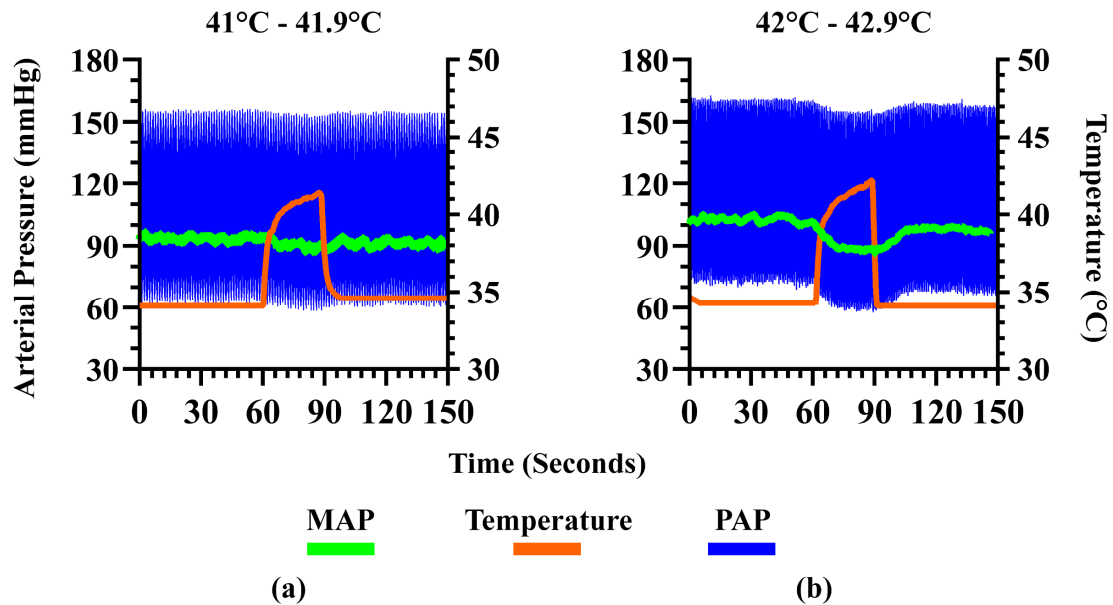 41°C - 41.9°C
42°C - 42.9°C
Arterial Pressure (mmHg)
180
150
120
90
60
30
50
45
40
35
30
0 30 60 90 120 150
180
150
120
90
60
30
50
45
40
35
30
0 30 60 90 120 150
Temperature (°C)
Time (Seconds)
MAP Temperature PAP
(a) (b)